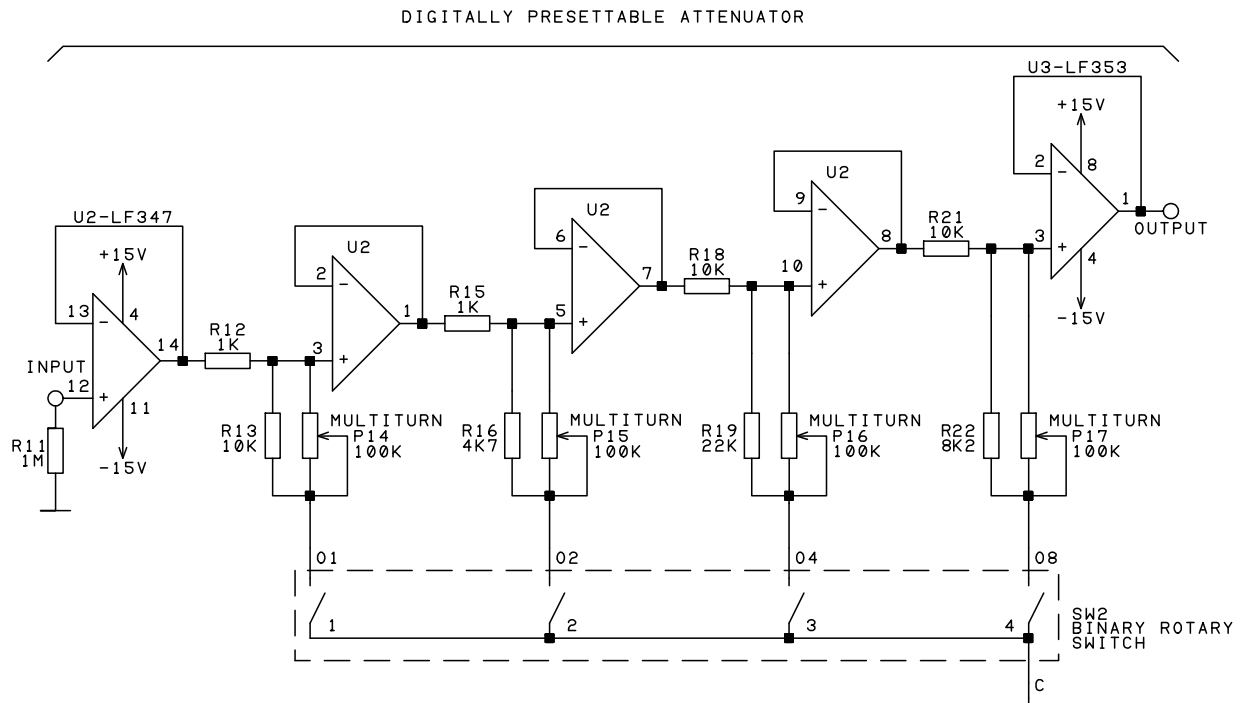 DIGITALLY PRESETTABLE ATTENUATOR
U3-LF353
+15V
8
2
-
1
3
+
4
OUTPUT
-15V
U2
9
-
8
10
+
R21
10K
U2
6
-
7
5
+
R18
10K
U2
2
-
1
3
+
R15
1K
U2-LF347
+15V
4
13
-
14
12
+
11
-15V
INPUT
R12
1K
R11
1M
R13
10K
MULTITURN
P14
100K
R16
4K7
MULTITURN
P15
100K
R19
22K
MULTITURN
P16
100K
R22
8K2
MULTITURN
P17
100K
01
02
04
08
1
2
3
4
SW2
BINARY ROTARY
SWITCH
C